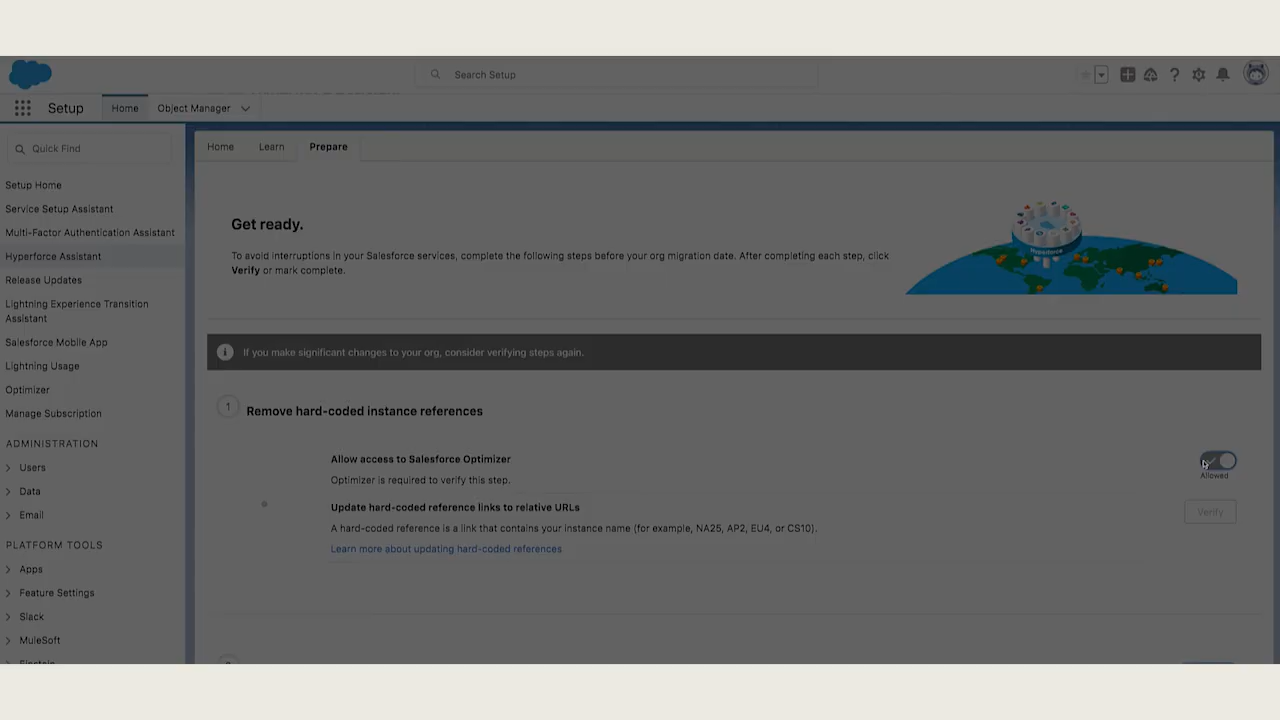 Search Setup
Setup
Home
Object Manager
Quick Find
Setup Home
Service Setup Assistant
Multi-Factor Authentication Assistant
Hyperforce Assistant
Release Updates
Lightning Experience Transition
Assistant
Salesforce Mobile App
Lightning Usage
Optimizer
Manage Subscription
ADMINISTRATION
Users
Data
Email
PLATFORM TOOLS
Apps
Feature Settings
Slack
MuleSoft
Home
Learn
Prepare
Get ready.
To avoid interruptions in your Salesforce services, complete the following steps before your org migration date. After completing each step, click
Verify or mark complete.
Hyperforce
If you make significant changes to your org, consider verifying steps again.
1
Remove hard-coded instance references
Allow access to Salesforce Optimizer
Optimizer is required to verify this step.
Allowed
Update hard-coded reference links to relative URLs
A hard-coded reference is a link that contains your instance name (for example, NA25, AP2, EU4, or CS10).
Verify
Learn more about updating hard-coded references